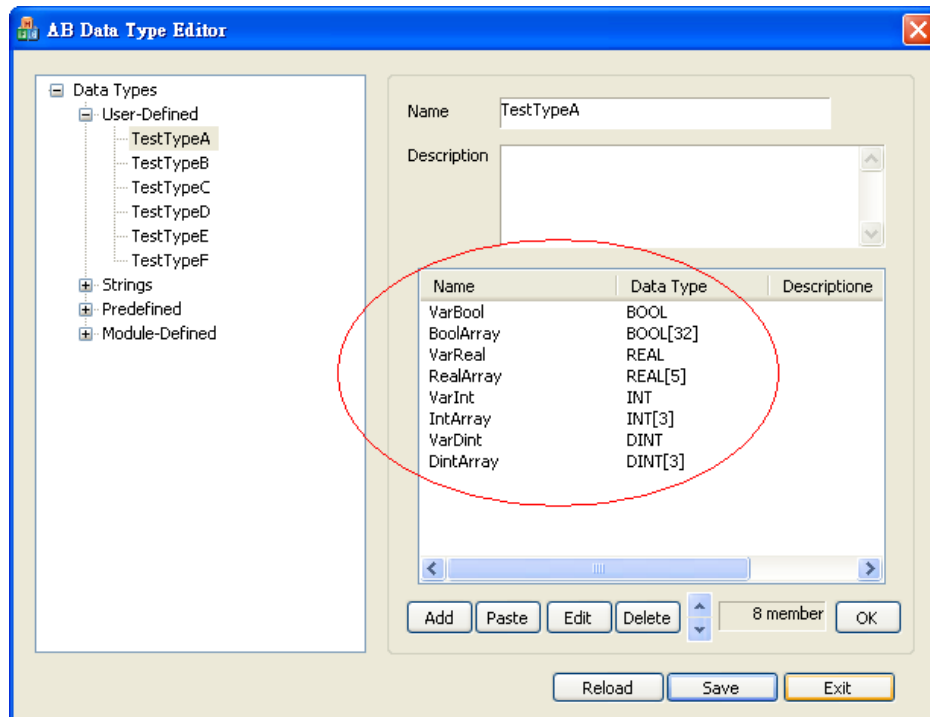 AB Data Type Editor
Data Types
User-Defined
TestTypeA
TestTypeB
TestTypeC
TestTypeD
TestTypeE
TestTypeF
Strings
Predefined
Module-Defined
Name TestTypeA
Description
Name Data Type Descriptione
VarBool BOOL
BoolArray BOOL[32]
VarReal REAL
RealArray REAL[5]
VarInt INT
IntArray INT[3]
VarDint DINT
DintArray DINT[3]
Add Paste Edit Delete 8 member OK
Reload Save Exit